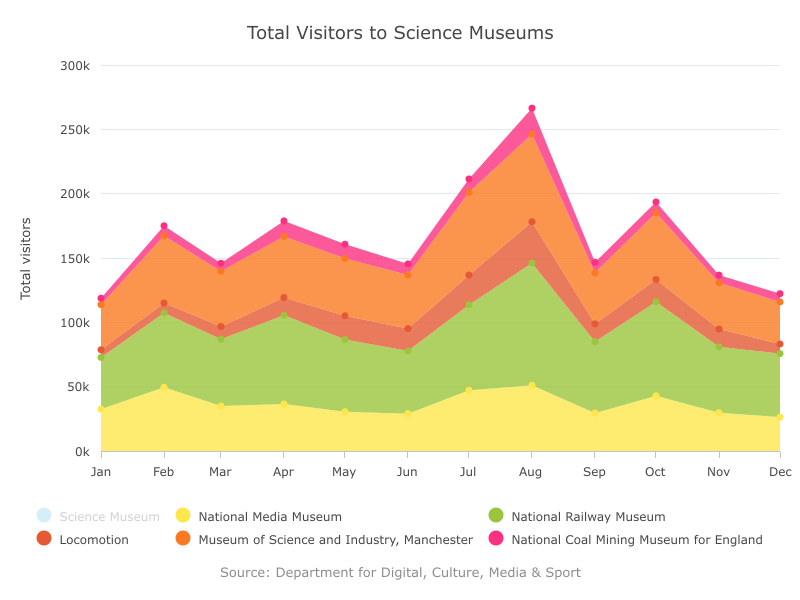 Total Visitors to Science Museums
300k
250k
200k
150k
100k
50k
0k
Total visitors
Jan Feb Mar Apr May Jun Jul Aug Sep Oct Nov Dec
Science Museum National Media Museum National Railway Museum
Locomotion Museum of Science and Industry, Manchester National Coal Mining Museum for England
Source: Department for Digital, Culture, Media & Sport